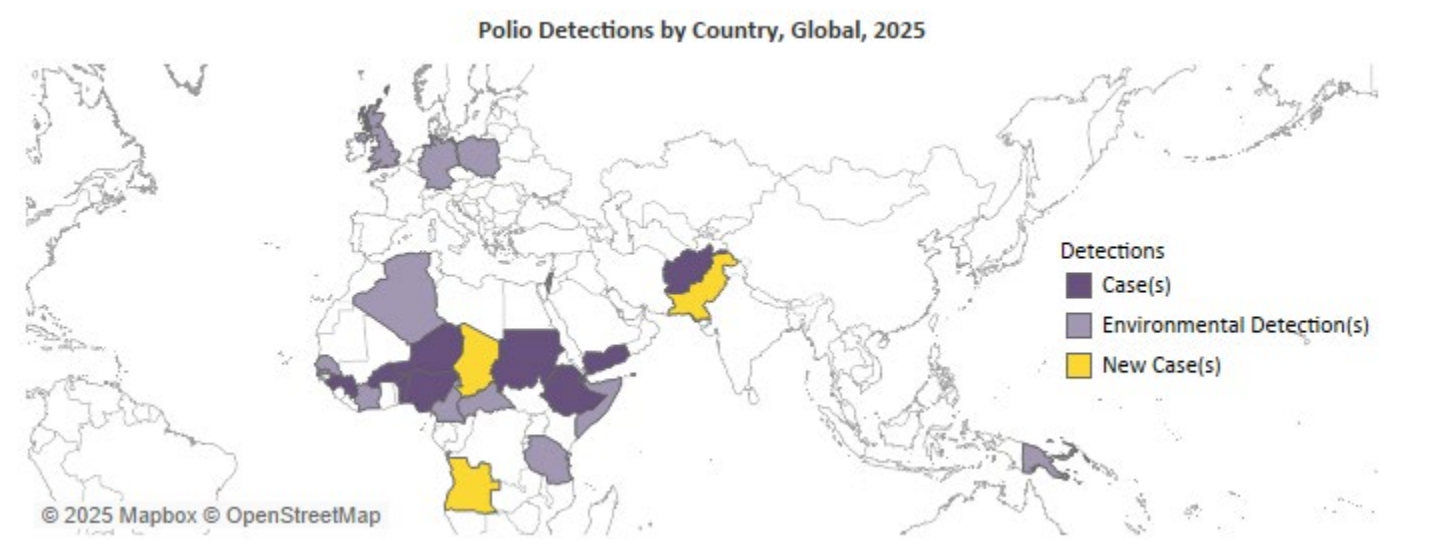 Polio Detections by Country, Global, 2025
Detections
Case(s)
Environmental Detection(s)
New Case(s)
© 2025 Mapbox © OpenStreetMap